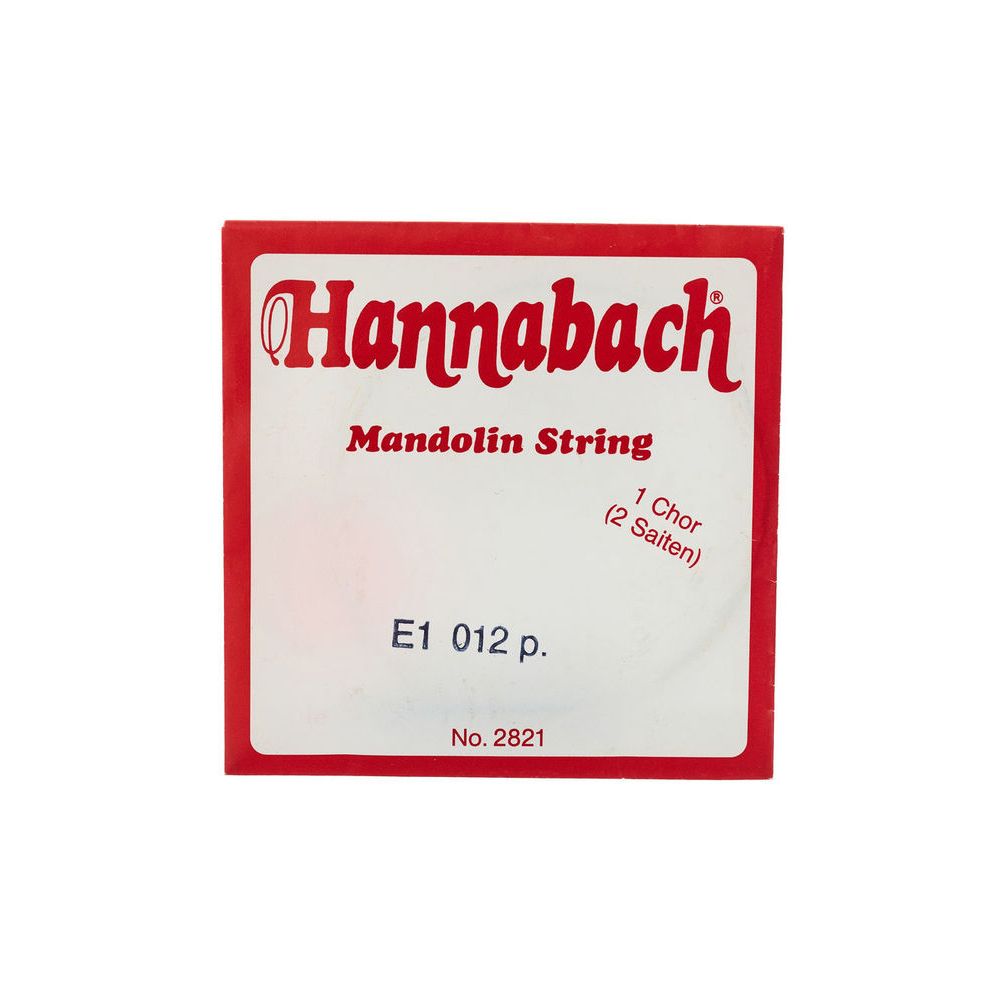 Hannabach®
Mandolin String
1 Chor
(2 Saiten)
E1 012 p.
No. 2821